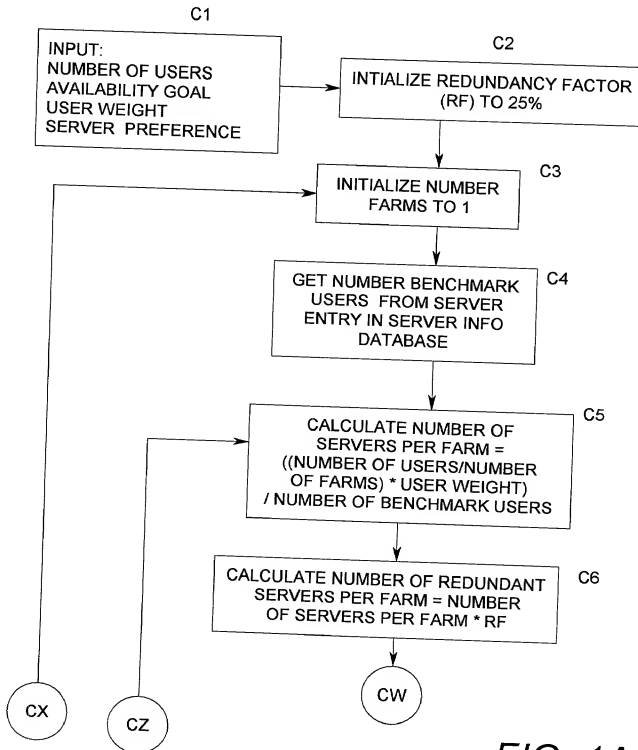 C1
INPUT:
NUMBER OF USERS
AVAILABILITY GOAL
USER WEIGHT
SERVER PREFERENCE
C2
INTIALIZE REDUNDANCY FACTOR
(RF) TO 25%
C3
INITIALIZE NUMBER
FARMS TO 1
C4
GET NUMBER BENCHMARK
USERS FROM SERVER
ENTRY IN SERVER INFO
DATABASE
C5
CALCULATE NUMBER OF
SERVERS PER FARM =
((NUMBER OF USERS/NUMBER
OF FARMS) * USER WEIGHT)
/ NUMBER OF BENCHMARK USERS
C6
CALCULATE NUMBER OF REDUNDANT
SERVERS PER FARM = NUMBER
OF SERVERS PER FARM * RF
CW
CX
CZ